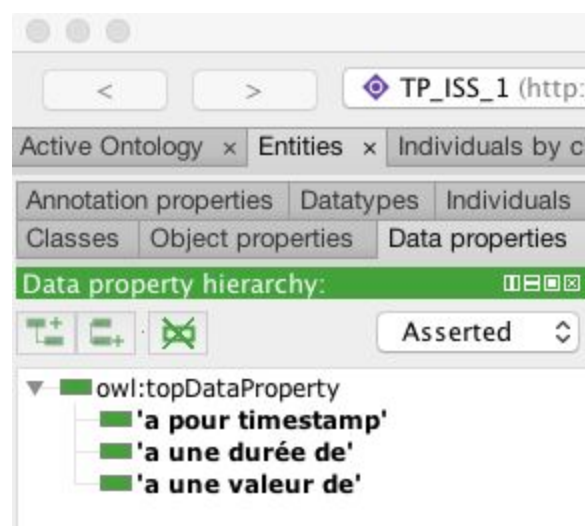 < > TP_ISS_1 (http:
Active Ontology × Entities × Individuals by c
Annotation properties Datatypes Individuals
Classes Object properties Data properties
Data property hierarchy:
Asserted
owl:topDataProperty
'a pour timestamp'
'a une durée de'
'a une valeur de'